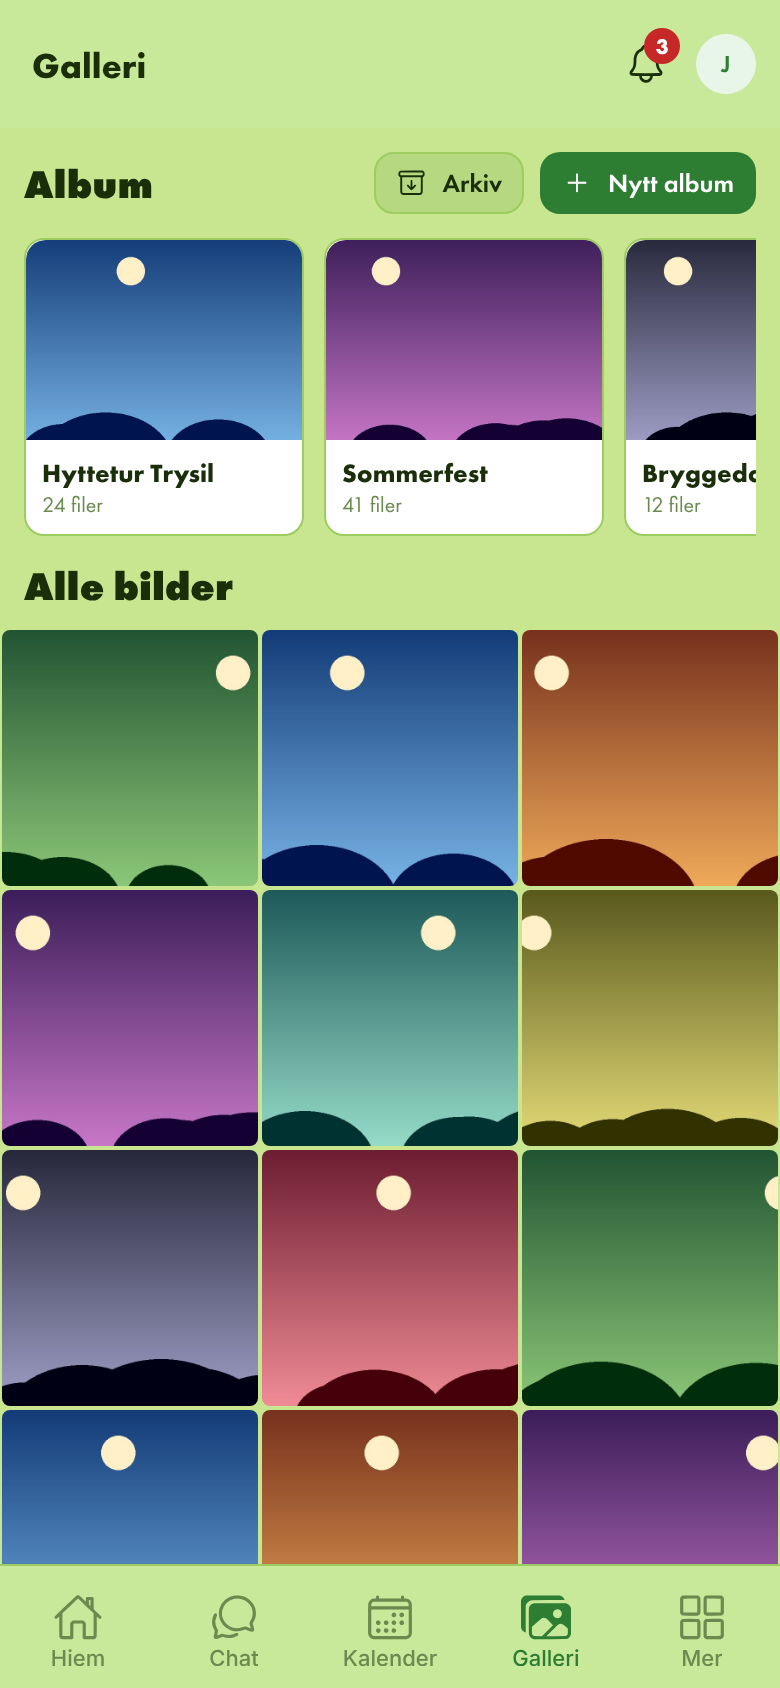 Galleri
3
J
Album
Arkiv
Nytt album
Hyttetur Trysil
24 filer
Sommerfest
41 filer
12 filer
Alle bilder
Hiem
Chat
Kalender
Galleri
Mer